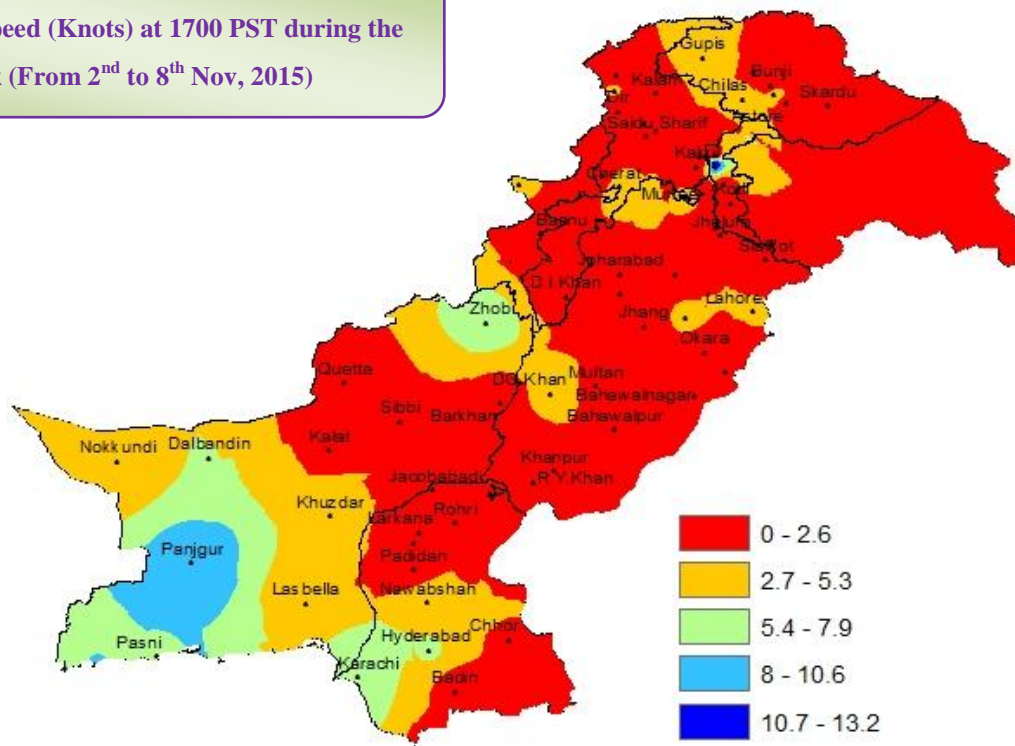 peed (Knots) at 1700 PST during the
k (From 2nd to 8th Nov, 2015)
Gupis
Bunji
Kalam
Chilas
Skardu
Dir
Astore
Saidu Sharif
Cherat
Kotli
Bannu
Jhelum
Sialkot
Joharabad
D.I.Khan
Lahore
Zhob
Jhang
Okara
Quetta
DG.Khan
Multan
Bahawalnagar
Sibbi
Barkhan
Bahawalpur
Kalat
Nokkundi
Dalbandin
Khanpur
Jacobabad
R.Y.Khan
Khuzdar
Rohri
Larkana
0 - 2.6
Panjgur
Padidan
2.7 - 5.3
Lasbella
Nawabshah
Chhor
5.4 - 7.9
Pasni
Hyderabad
Karachi
8 - 10.6
Badin
10.7 - 13.2